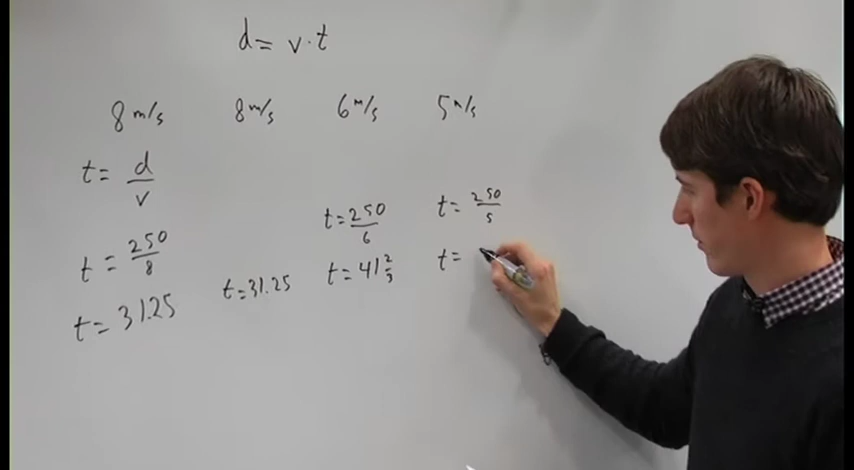 d = v · t
8 m/s 8 m/s 6 m/s 5 m/s
t = d/v
t = 250/8 t = 250/6 t = 250/5
t = 31.25 t = 31.25 t = 41 2/3 t =